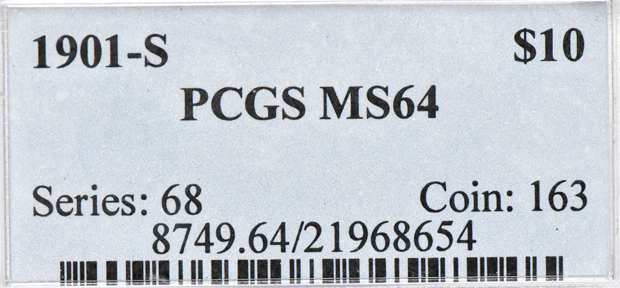 1901-S $10
PCGS MS64
Series: 68 Coin: 163
8749.64/21968654